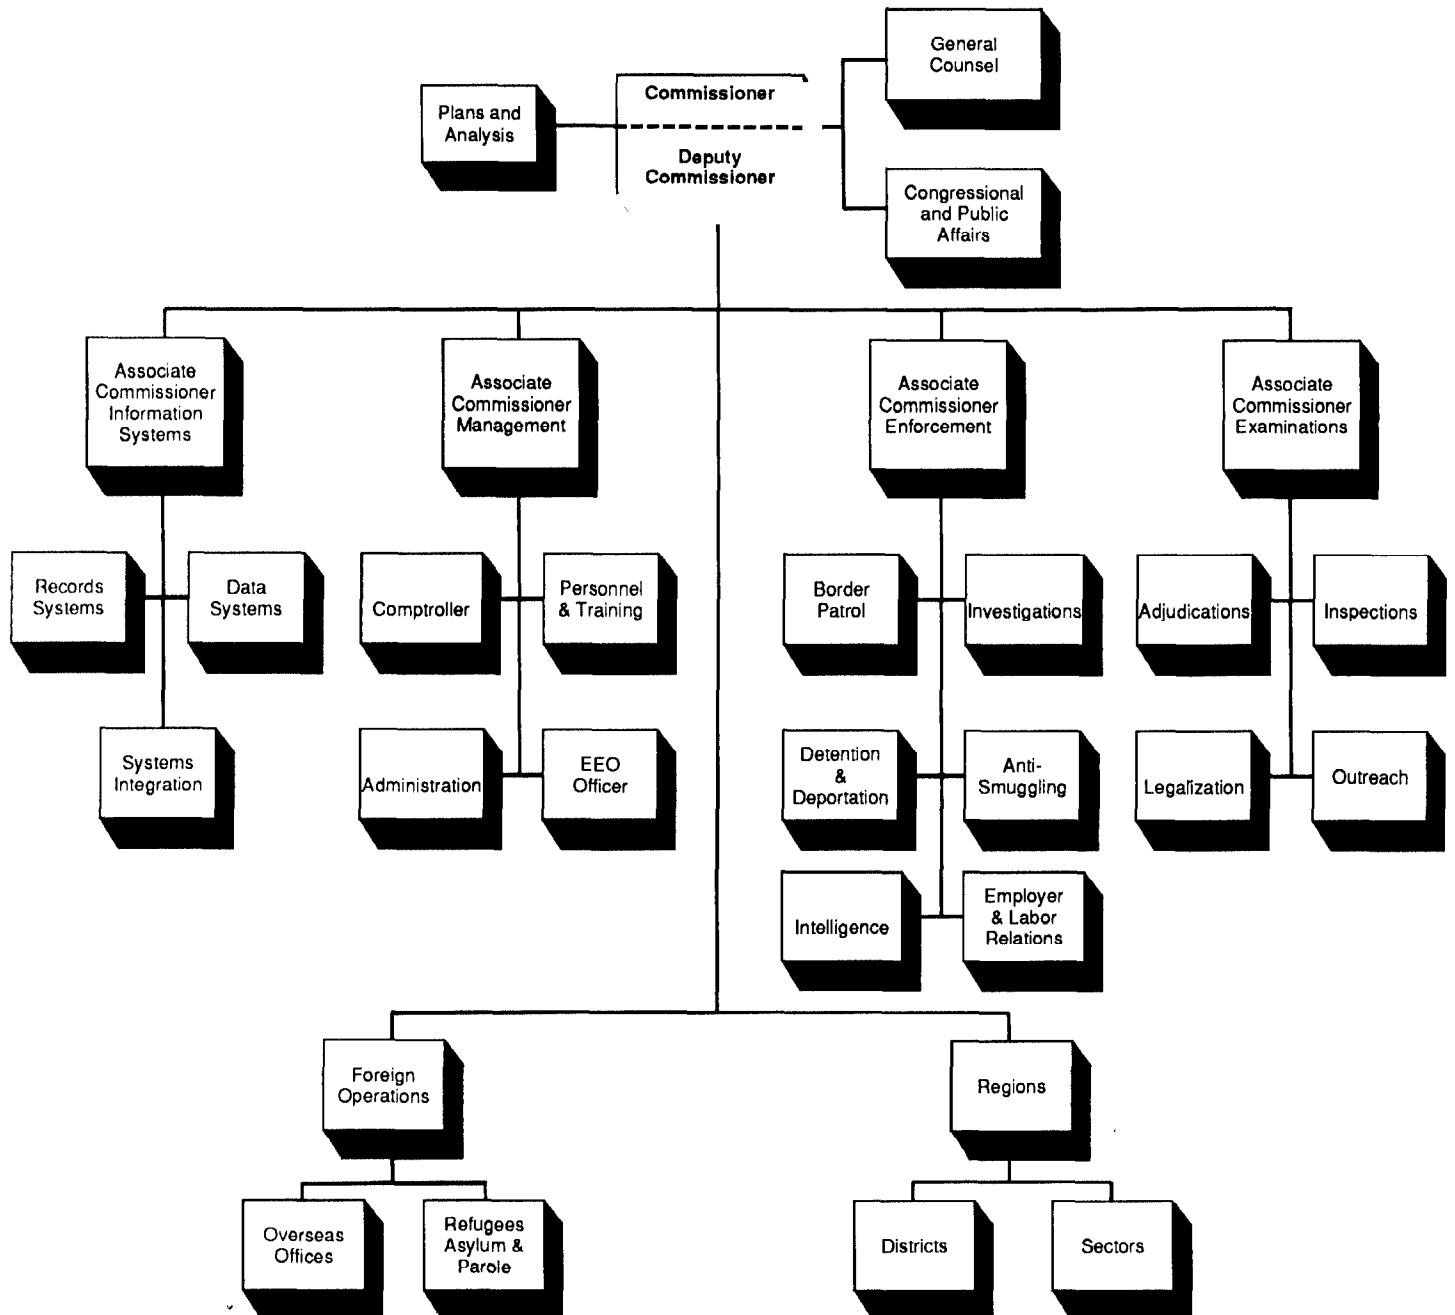 General
Counsel
Commissioner
Plans and
Analysis
Deputy
Commissioner
Congressional
and Public
Affairs
Associate
Commissioner
Information
Systems
Associate
Commissioner
Management
Associate
Commissioner
Enforcement
Associate
Commissioner
Examinations
Records
Systems
Data
Systems
Comptroller
Personnel
& Training
Border
Patrol
Investigations
Adjudications
Inspections
Systems
Integration
Administration
EEO
Officer
Detention
&
Deportation
Anti-
Smuggling
Legalization
Outreach
Intelligence
Employer
& Labor
Relations
Foreign
Operations
Regions
Overseas
Offices
Refugees
Asylum &
Parole
Districts
Sectors